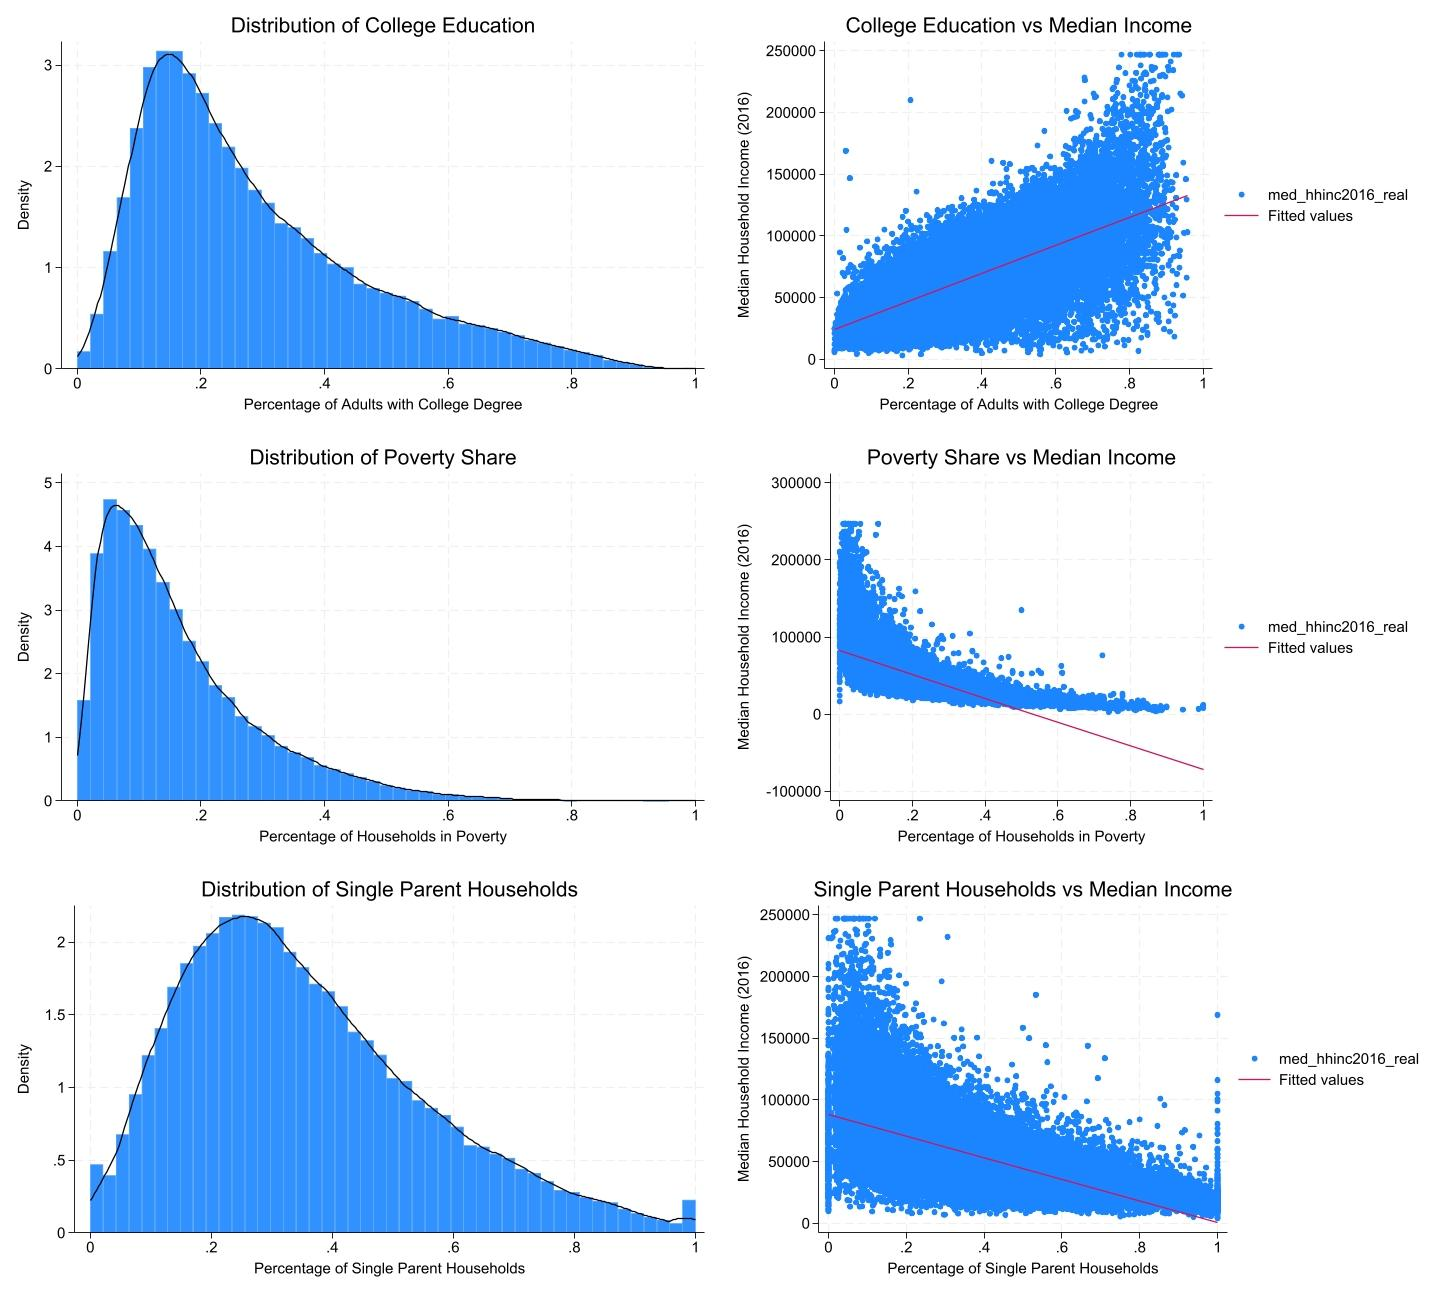 Distribution of College Education
3
2
1
0
Density
0 .2 .4 .6 .8 1
Percentage of Adults with College Degree
College Education vs Median Income
250000
200000
150000
100000
50000
0
Median Household Income (2016)
0 .2 .4 .6 .8 1
Percentage of Adults with College Degree
med_hhinc2016_real
Fitted values
Distribution of Poverty Share
5
4
3
2
1
0
Density
0 .2 .4 .6 .8 1
Percentage of Households in Poverty
Poverty Share vs Median Income
300000
200000
100000
0
-100000
Median Household Income (2016)
0 .2 .4 .6 .8 1
Percentage of Households in Poverty
med_hhinc2016_real
Fitted values
Distribution of Single Parent Households
2
1.5
1
.5
0
Density
0 .2 .4 .6 .8 1
Percentage of Single Parent Households
Single Parent Households vs Median Income
250000
200000
150000
100000
50000
0
Median Household Income (2016)
0 .2 .4 .6 .8 1
Percentage of Single Parent Households
med_hhinc2016_real
Fitted values